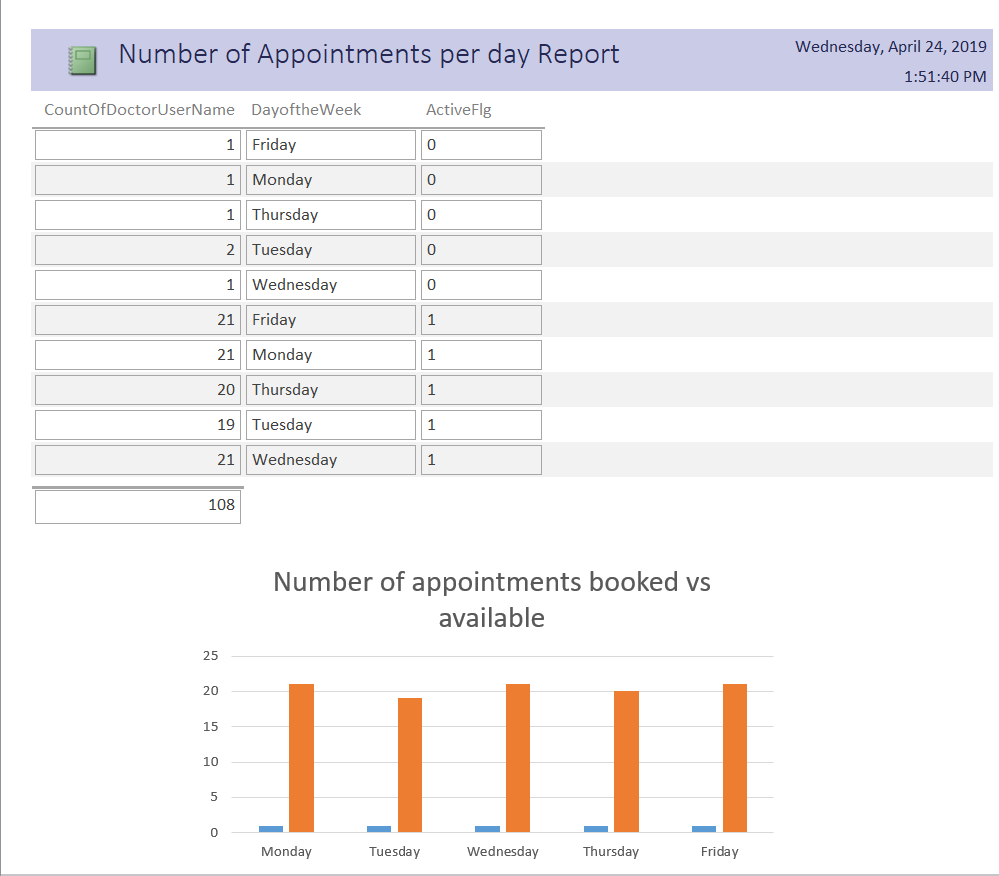 Number of Appointments per day Report
Wednesday, April 24, 2019
1:51:40 PM
CountOfDoctorUserName DayoftheWeek ActiveFlg
1 Friday 0
1 Monday 0
1 Thursday 0
2 Tuesday 0
1 Wednesday 0
21 Friday 1
21 Monday 1
20 Thursday 1
19 Tuesday 1
21 Wednesday 1
108
Number of appointments booked vs
available
25
20
15
10
5
0
Monday Tuesday Wednesday Thursday Friday